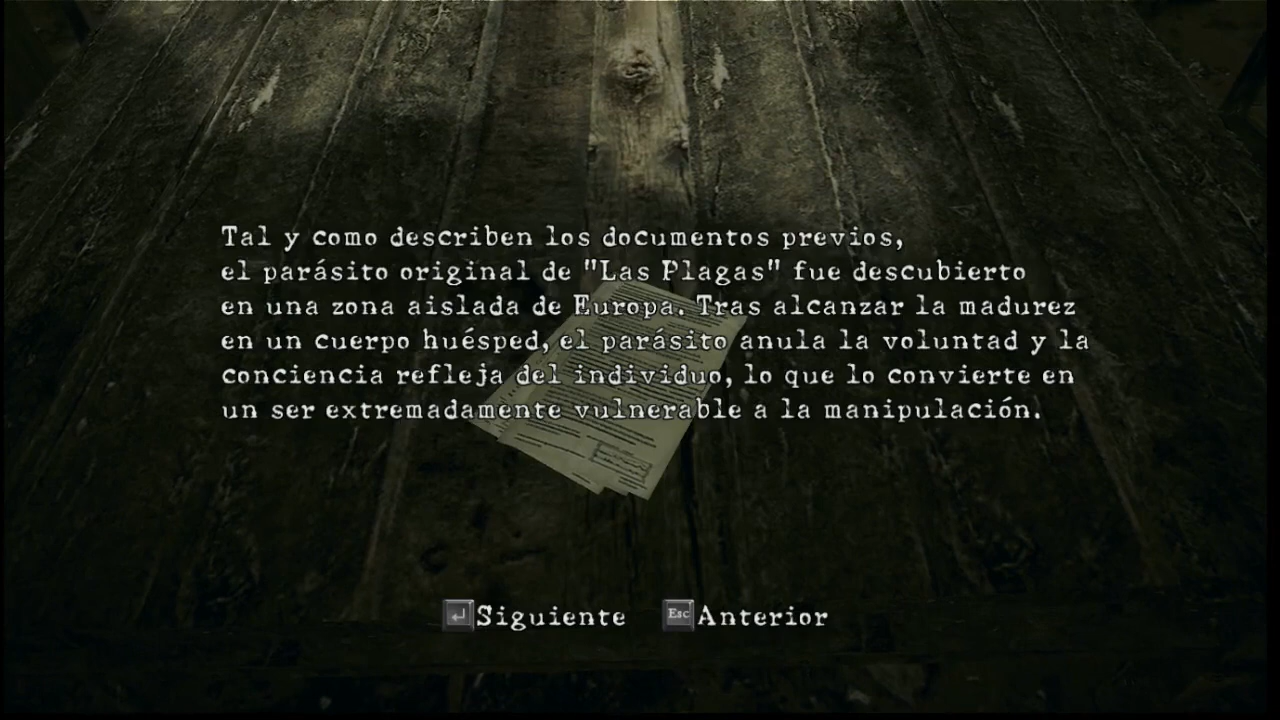 Tal y como describen los documentos previos,
el parásito original de "Las Plagas" fue descubierto
en una zona aislada de Europa. Tras alcanzar la madurez
en un cuerpo huésped, el parásito anula la voluntad y la
conciencia refleja del individuo, lo que lo convierte en
un ser extremadamente vulnerable a la manipulación.
Esc
Siguiente Anterior